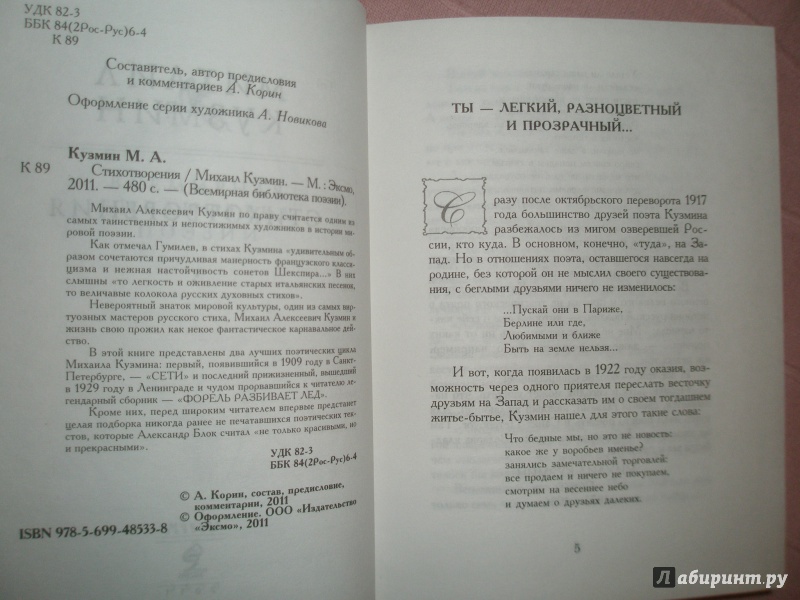 УДК 82-3
ББК 84(2Рос-Рус)6-4
К 89
Составитель, автор предисловия
и комментариев А. Корин
Оформление серии художника А. Новикова
Кузмин М. А.
К 89 Стихотворения / Михаил Кузмин. — М. : Эксмо,
2011. — 480 с. — (Всемирная библиотека поэзии).
Михаил Алексеевич Кузмин по праву считается одним из
самых таинственных и непостижимых художников в истории ми-
ровой поэзии.
Как отмечал Гумилев, в стихах Кузмина «удивительным об-
разом сочетаются причудливая манерность французского класси-
цизма и нежная настойчивость сонетов Шекспира...» В них
слышны «то легкость и оживление старых итальянских песенок,
то величавые колокола русских духовных стихов».
Невероятный знаток мировой культуры, один из самых вир-
туозных мастеров русского стиха, Михаил Алексеевич Кузмин и
жизнь свою прожил как некое фантастическое карнавальное дей-
ство.
В этой книге представлены два лучших поэтических цикла
Михаила Кузмина: первый, появившийся в 1909 году в Санкт-
Петербурге, — «СЕТИ» и последний прижизненный, вышедший
в 1929 году в Ленинграде и чудом прорвавшийся к читателю ле-
гендарный сборник — «ФОРЕЛЬ РАЗБИВАЕТ ЛЕД».
Кроме них, перед широким читателем впервые предстанет
целая подборка никогда ранее не печатавшихся поэтических тек-
стов, которые Александр Блок считал «не только красивыми, но
и прекрасными».
УДК 82-3
ББК 84(2Рос-Рус)6-4
© А. Корин, состав, предисловие,
комментарии, 2011
© Оформление. ООО «Издательство
«Эксмо», 2011
ISBN 978-5-699-48533-8
ТЫ — ЛЕГКИЙ, РАЗНОЦВЕТНЫЙ
И ПРОЗРАЧНЫЙ...
Сразу после октябрьского переворота 1917
года большинство друзей поэта Кузмина
разбежалось из мигом озверевшей Рос-
сии, кто куда. В основном, конечно, «туда», на За-
пад. Но в отношениях поэта, оставшегося навсегда на
родине, без которой он не мыслил своего существова-
ния, с беглыми друзьями ничего не изменилось:
...Пускай они в Париже,
Берлине или где,
Любимыми и ближе
Быть на земле нельзя...
И вот, когда появилась в 1922 году оказия, воз-
можность через одного приятеля переслать весточку
друзьям на Запад и рассказать им о своем тогдашнем
житье-бытье, Кузмин нашел для этого такие слова:
Что бедные мы, но это не новость:
какое же у воробьев именье?
занялись замечательной торговлей:
все продаем и ничего не покупаем,
смотрим на весеннее небо
и думаем о друзьях далеких.
5
Лабиринт.ру